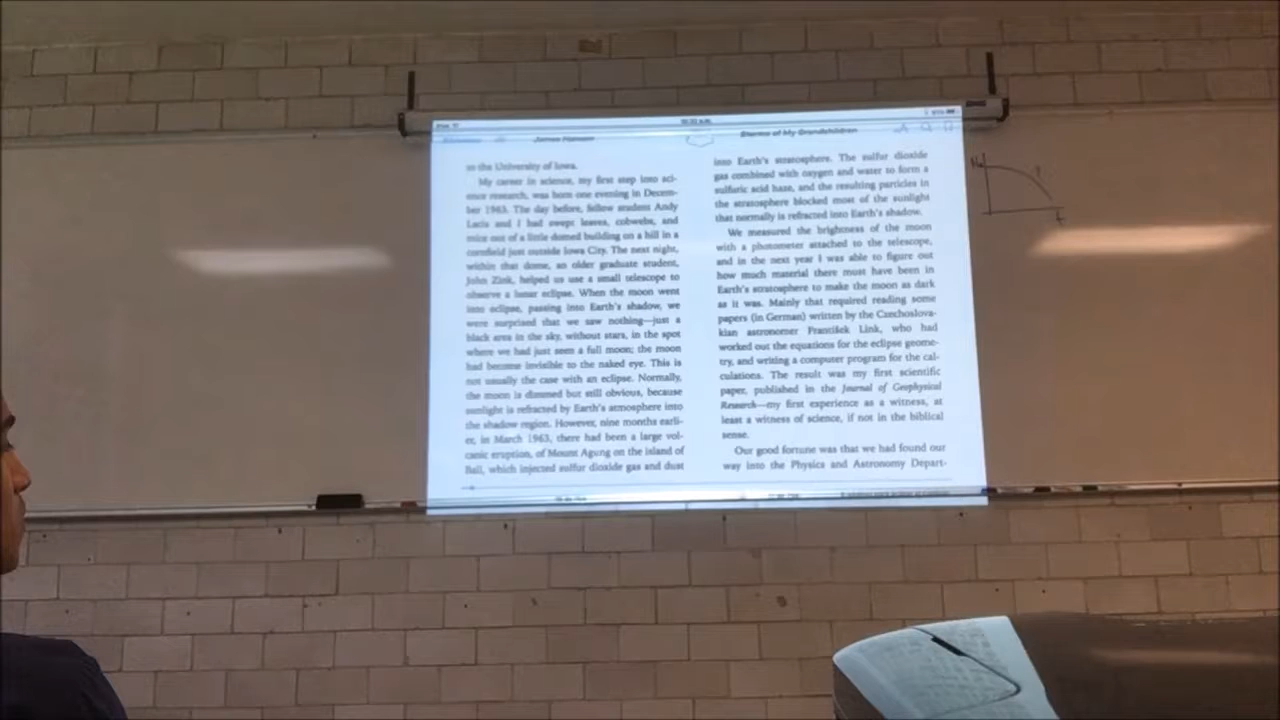 James Hansen
Storms of My Grandchildren
at the University of Iowa.
My career in science, my first step into sci-
ence research, was born one evening in Decem-
ber 1963. The day before, fellow student Andy
Lacis and I had swept leaves, cobwebs, and
mice out of a little domed building on a hill in a
cornfield just outside Iowa City. The next night,
within that dome, an older graduate student,
John Zink, helped us use a small telescope to
observe a lunar eclipse. When the moon went
into eclipse, passing into Earth's shadow, we
were surprised that we saw nothing—just a
black area in the sky, without stars, in the spot
where we had just seen a full moon; the moon
had become invisible to the naked eye. This is
not usually the case with an eclipse. Normally,
the moon is dimmed but still obvious, because
sunlight is refracted by Earth's atmosphere into
the shadow region. However, nine months earli-
er, in March 1963, there had been a large vol-
canic eruption, of Mount Agung on the island of
Bali, which injected sulfur dioxide gas and dust
into Earth's stratosphere. The sulfur dioxide
gas combined with oxygen and water to form a
sulfuric acid haze, and the resulting particles in
the stratosphere blocked most of the sunlight
that normally is refracted into Earth's shadow.
We measured the brightness of the moon
with a photometer attached to the telescope,
and in the next year I was able to figure out
how much material there must have been in
Earth's stratosphere to make the moon as dark
as it was. Mainly that required reading some
papers (in German) written by the Czechoslova-
kian astronomer František Link, who had
worked out the equations for the eclipse geome-
try, and writing a computer program for the cal-
culations. The result was my first scientific
paper, published in the Journal of Geophysical
Research—my first experience as a witness, at
least a witness of science, if not in the biblical
sense.
Our good fortune was that we had found our
way into the Physics and Astronomy Depart-